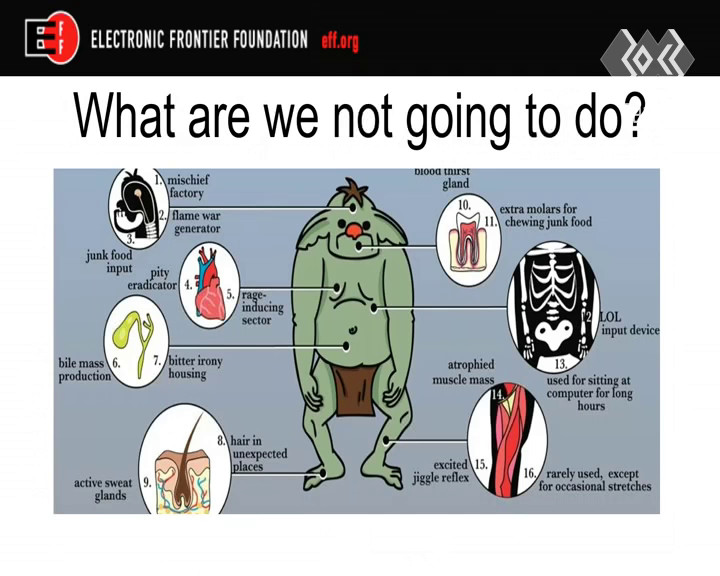 ELECTRONIC FRONTIER FOUNDATION eff.org
What are we not going to do?
1. mischief
factory
2. flame war
generator
3.
junk food
input
pity
eradicator 4.
5. rage-
inducing
sector
bile mass 6.
production
7. bitter irony
housing
8. hair in
unexpected
places
active sweat 9.
glands
blood thirst
gland
10.
extra molars for
11. chewing junk food
12. LOL
input device
13.
used for sitting at
computer for long
hours
atrophied
muscle mass
14.
excited 15.
jiggle reflex
16. rarely used, except
for occasional stretches